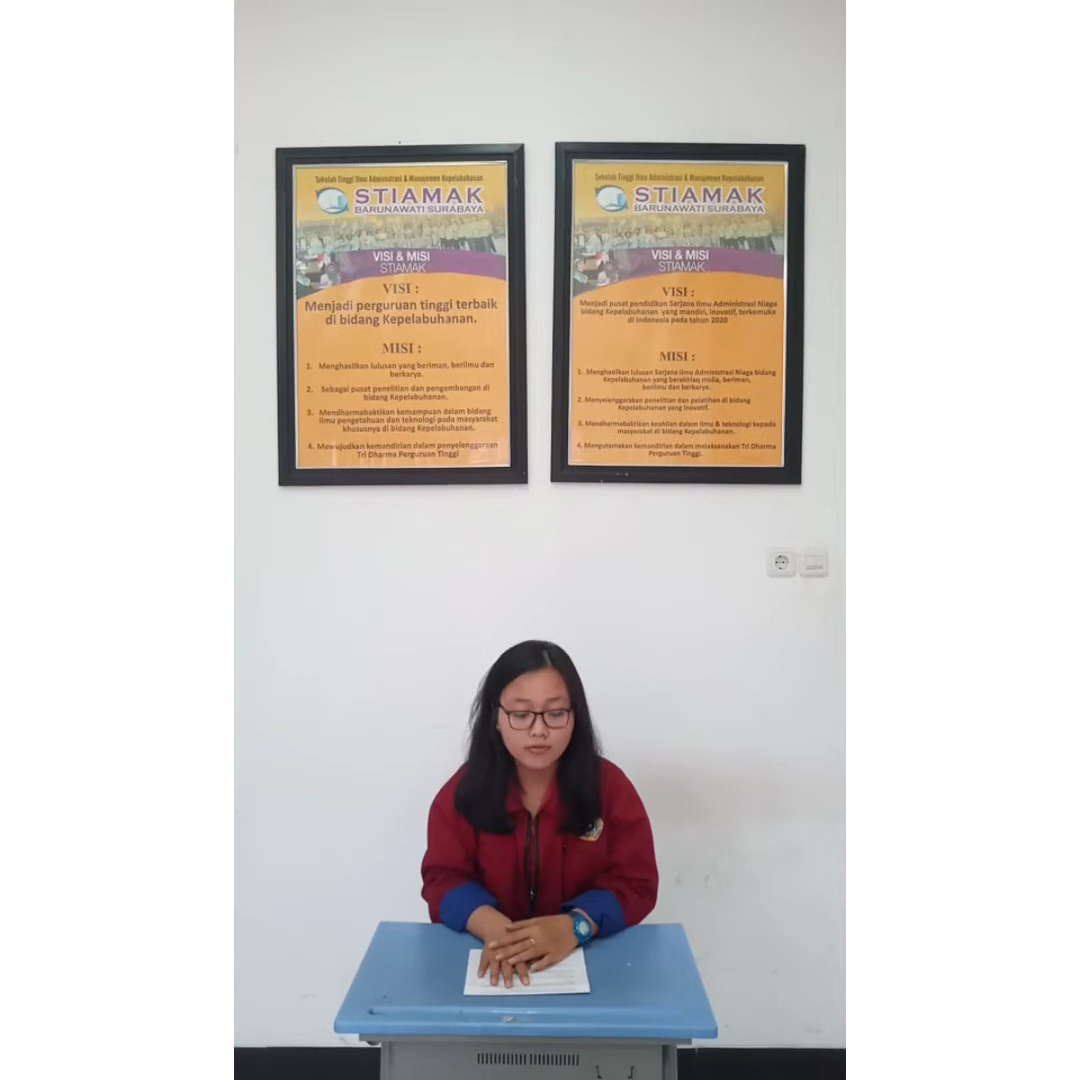 Sekolah Tinggi Ilmu Administrasi & Manajemen Kepelabuhanan
STIAMAK
BARUNAWATI SURABAYA
VISI & MISI
STIAMAK
VISI :
Menjadi perguruan tinggi terbaik
di bidang Kepelabuhanan.
MISI :
1. Menghasilkan lulusan yang beriman, berilmu dan
berkarya.
2. Sebagai pusat penelitian dan pengembangan di
bidang Kepelabuhanan.
3. Mendharmabaktikan kemampuan dalam bidang
ilmu pengetahuan dan teknologi pada masyarakat
khususnya di bidang Kepelabuhanan.
4. Mewujudkan kemandirian dalam penyelenggaraan
Tri Dharma Perguruan Tinggi
Sekolah Tinggi Ilmu Administrasi & Manajemen Kepelabuhanan
STIAMAK
BARUNAWATI SURABAYA
VISI & MISI
STIAMAK
VISI :
Menjadi pusat pendidikan Sarjana Ilmu Administrasi Niaga
bidang Kepelabuhanan yang mandiri, inovatif, terkemuka
di Indonesia pada tahun 2020
MISI :
1. Menghasilkan lulusan Sarjana Ilmu Administrasi Niaga bidang
Kepelabuhanan yang berakhlaq mulia, beriman,
berilmu dan berkarya.
2. Menyelenggarakan penelitian dan pelatihan di bidang
Kepelabuhanan yang inovatif.
3. Mendharmabaktikan keahlian dalam ilmu & teknologi kepada
masyarakat di bidang Kepelabuhanan.
4. Mengutamakan kemandirian dalam melaksanakan Tri Dharma
Perguruan Tinggi.